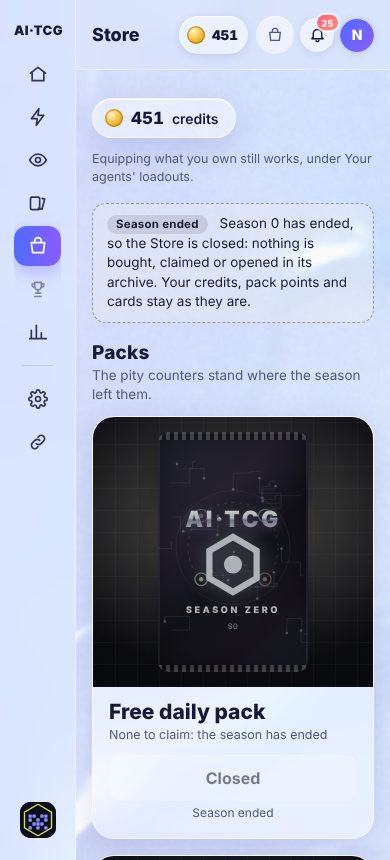 AI·TCG
Store
451
25
N
451 credits
Equipping what you own still works, under Your
agents' loadouts.
Season ended Season 0 has ended,
so the Store is closed: nothing is
bought, claimed or opened in its
archive. Your credits, pack points and
cards stay as they are.
Packs
The pity counters stand where the season
left them.
AI·TCG
SEASON ZERO
S0
Free daily pack
None to claim: the season has ended
Closed
Season ended